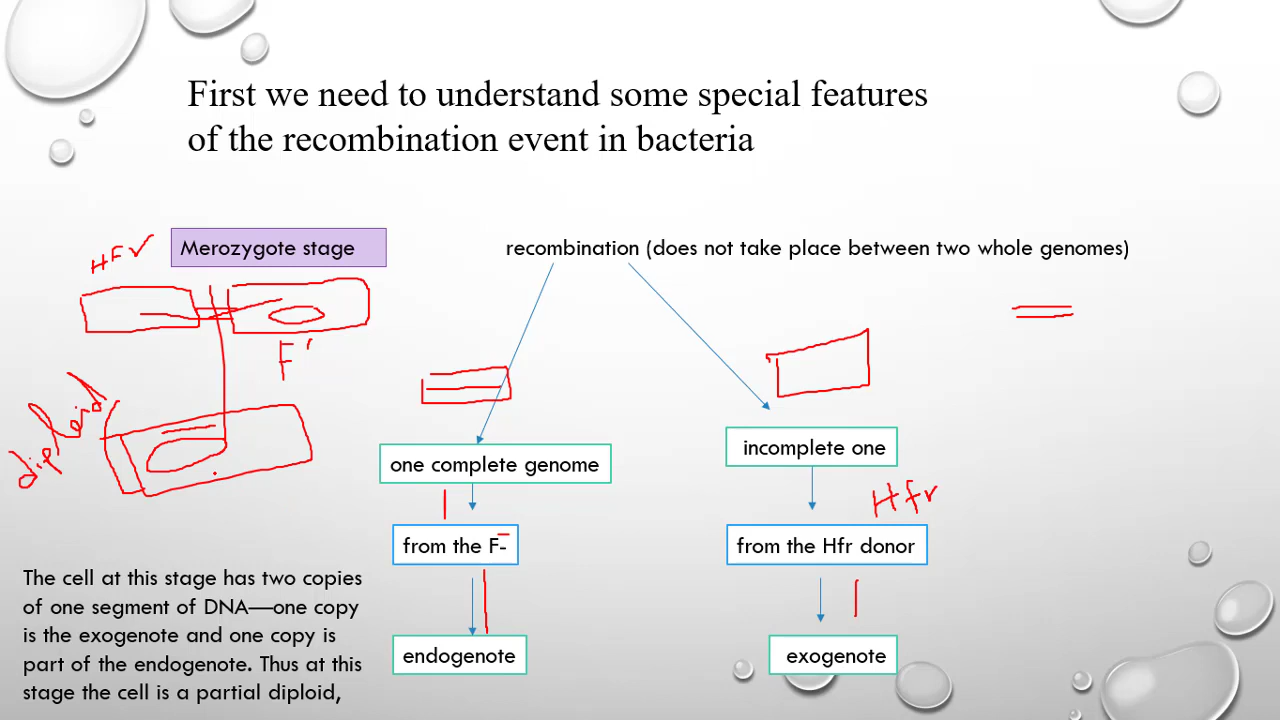 First we need to understand some special features
of the recombination event in bacteria
Hfr
Merozygote stage
recombination (does not take place between two whole genomes)
F'
diploid
one complete genome
incomplete one
Hfr
from the F-
from the Hfr donor
The cell at this stage has two copies
of one segment of DNA—one copy
is the exogenote and one copy is
part of the endogenote. Thus at this
stage the cell is a partial diploid,
endogenote
exogenote